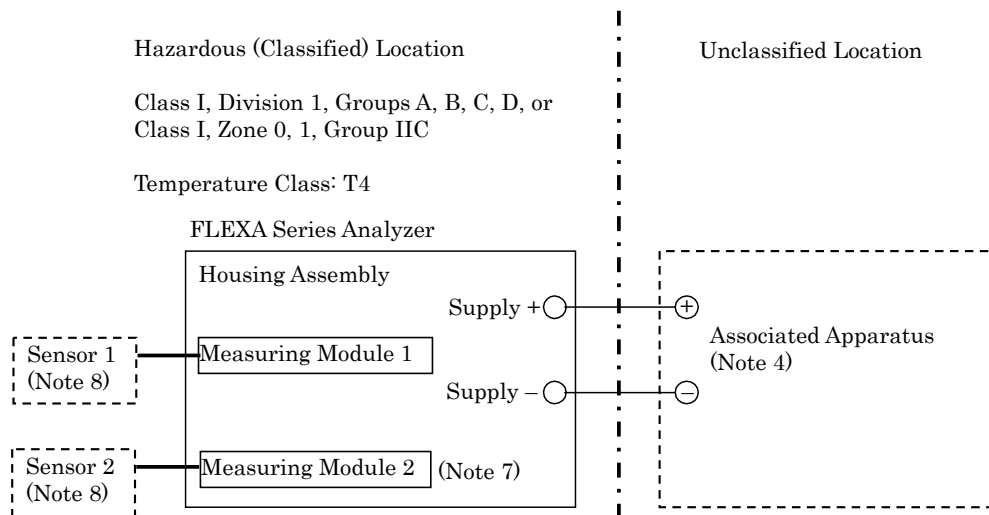 Hazardous (Classified) Location
Unclassified Location
Class I, Division 1, Groups A, B, C, D, or
Class I, Zone 0, 1, Group IIC
Temperature Class: T4
FLEXA Series Analyzer
Housing Assembly
Supply +
+
Associated Apparatus
(Note 4)
Sensor 1
(Note 8)
Measuring Module 1
Supply –
–
Sensor 2
(Note 8)
Measuring Module 2
(Note 7)